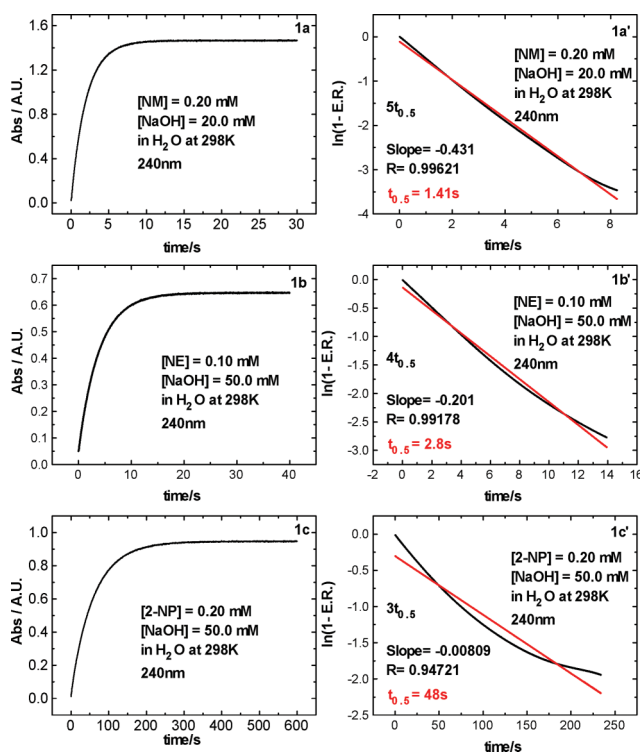 1a
Abs / A.U.
1.6
1.2
0.8
0.4
0.0
[NM] = 0.20 mM
[NaOH] = 20.0 mM
in H₂O at 298K
240nm
0 5 10 15 20 25 30
time/s
1a'
ln(1- E.R.)
0
-1
-2
-3
-4
[NM] = 0.20 mM
[NaOH] = 20.0 mM
in H₂O at 298K
240nm
5t₀.₅
Slope= -0.431
R= 0.99621
t₀.₅ = 1.41s
0 2 4 6 8
time/s
1b
Abs / A.U.
0.7
0.6
0.5
0.4
0.3
0.2
0.1
0.0
[NE] = 0.10 mM
[NaOH] = 50.0 mM
in H₂O at 298K
240nm
0 10 20 30 40
time/s
1b'
ln(1- E.R.)
0.0
-0.5
-1.0
-1.5
-2.0
-2.5
-3.0
[NE] = 0.10 mM
[NaOH] = 50.0 mM
in H₂O at 298K
240nm
4t₀.₅
Slope= -0.201
R= 0.99178
t₀.₅ = 2.8s
0 2 4 6 8 10 12 14 16
time/s
1c
Abs / A.U.
1.0
0.8
0.6
0.4
0.2
0.0
[2-NP] = 0.20 mM
[NaOH] = 50.0 mM
in H₂O at 298K
240nm
0 100 200 300 400 500 600
time/s
1c'
ln(1- E.R.)
0.0
-0.5
-1.0
-1.5
-2.0
-2.5
[2-NP] = 0.20 mM
[NaOH] = 50.0 mM
in H₂O at 298K
240nm
3t₀.₅
Slope= -0.00809
R= 0.94721
t₀.₅ = 48s
0 50 100 150 200 250
time/s